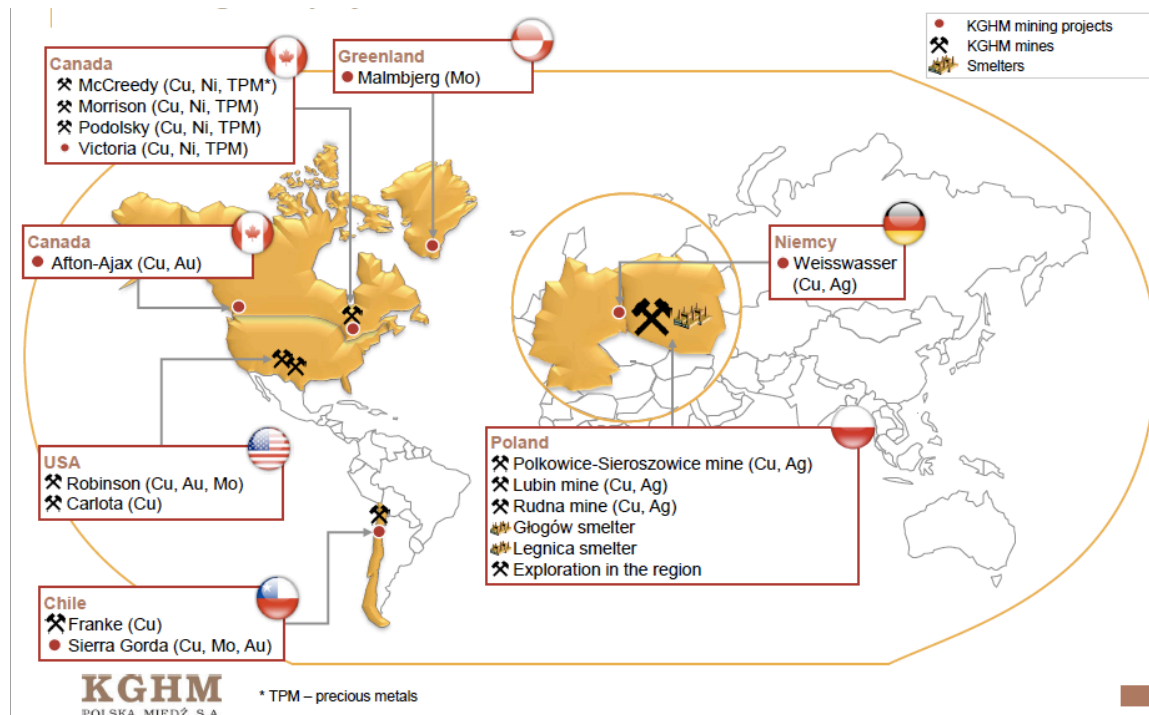 KGHM mining projects
KGHM mines
Smelters
Canada
McCreedy (Cu, Ni, TPM*)
Morrison (Cu, Ni, TPM)
Podolsky (Cu, Ni, TPM)
Victoria (Cu, Ni, TPM)
Greenland
Malmbjerg (Mo)
Canada
Afton-Ajax (Cu, Au)
Niemcy
Weisswasser
(Cu, Ag)
USA
Robinson (Cu, Au, Mo)
Carlota (Cu)
Poland
Polkowice-Sieroszowice mine (Cu, Ag)
Lubin mine (Cu, Ag)
Rudna mine (Cu, Ag)
Głogów smelter
Legnica smelter
Exploration in the region
Chile
Franke (Cu)
Sierra Gorda (Cu, Mo, Au)
KGHM
POLSKA MIEDŹ S.A.
* TPM – precious metals